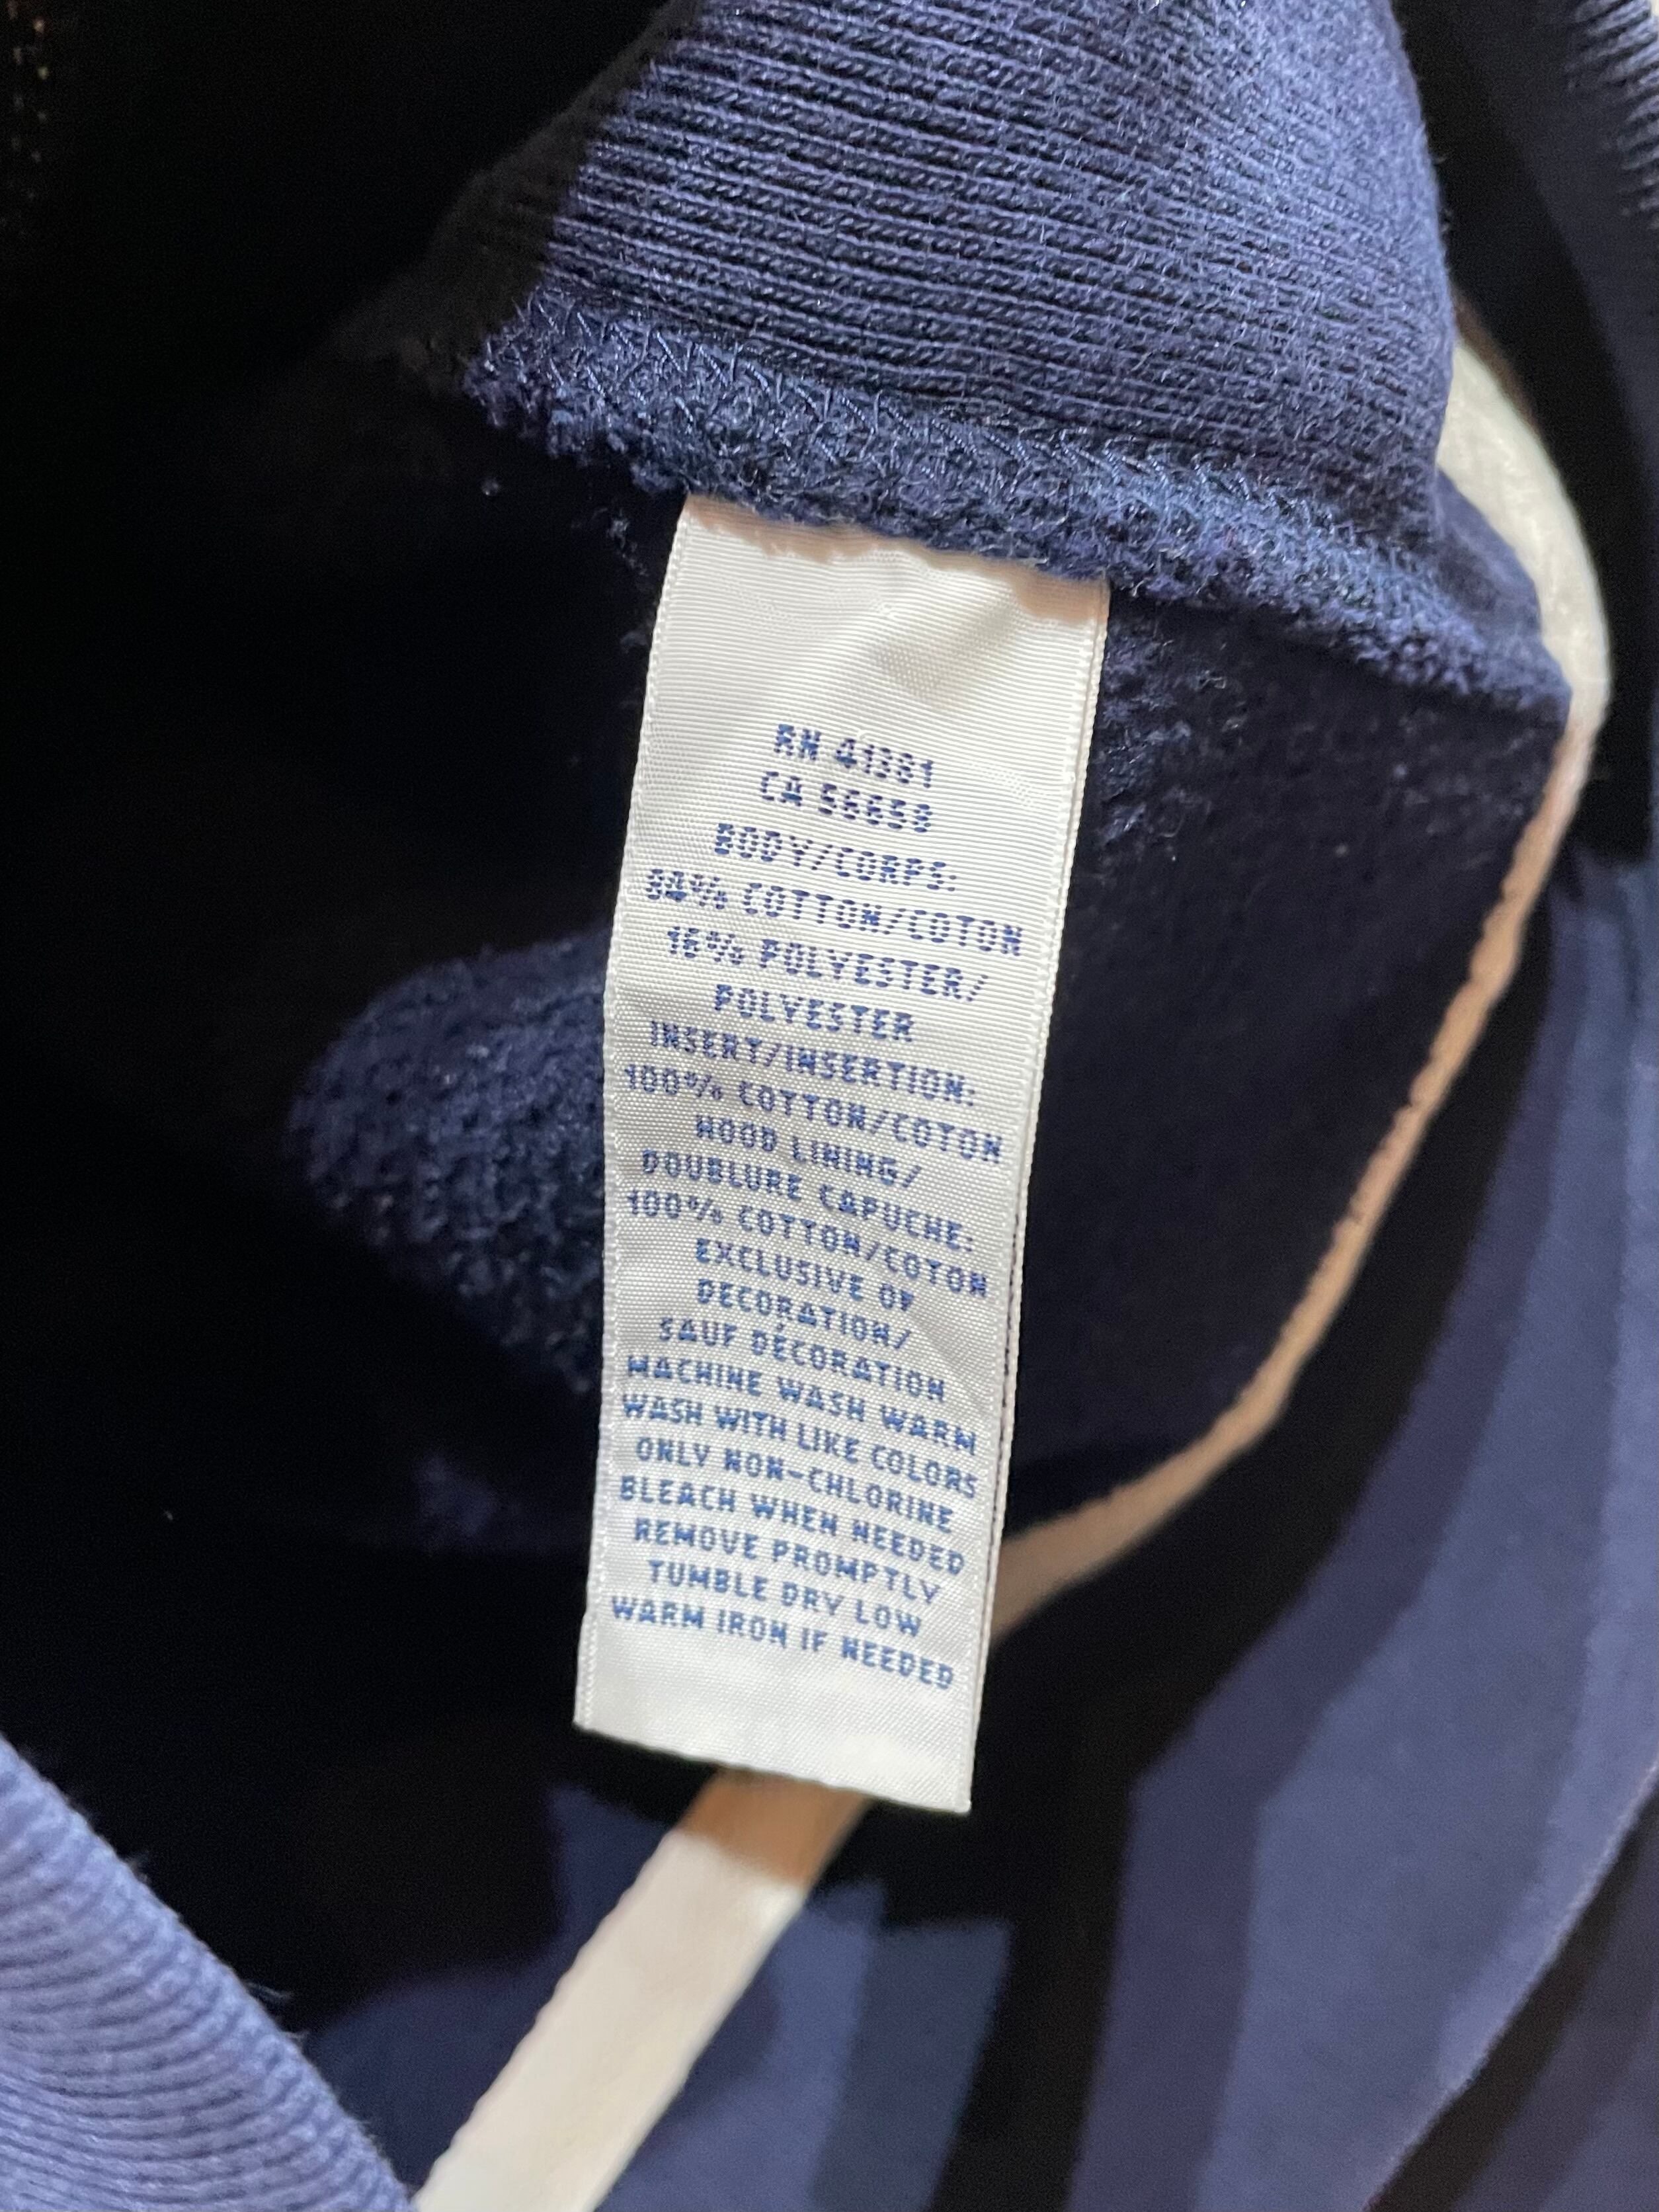 RN 41381
CA 56658
BODY/CORPS:
84% COTTON/COTON
16% POLYESTER/
POLYESTER
INSERT/INSERTION:
100% COTTON/COTON
HOOD LINING/
DOUBLURE CAPUCHE:
100% COTTON/COTON
EXCLUSIVE OF
DECORATION/
SAUF DÉCORATION
MACHINE WASH WARM
WASH WITH LIKE COLORS
ONLY NON-CHLORINE
BLEACH WHEN NEEDED
REMOVE PROMPTLY
TUMBLE DRY LOW
WARM IRON IF NEEDED